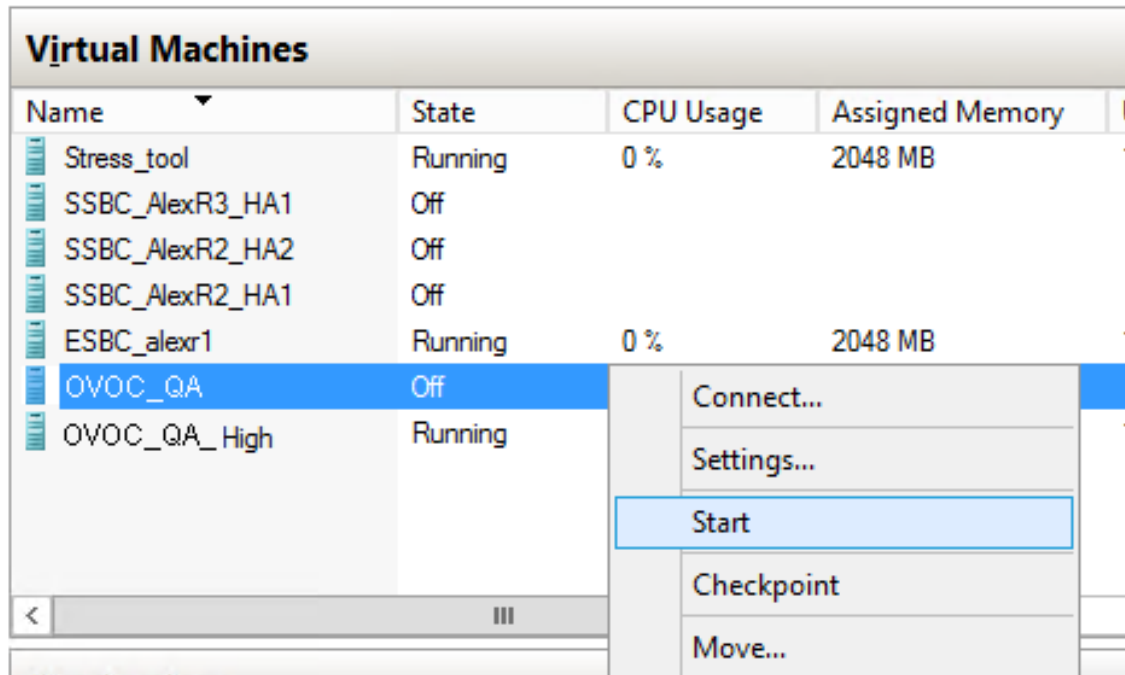 Virtual Machines
Name State CPU Usage Assigned Memory
Stress_tool Running 0 % 2048 MB
SSBC_AlexR3_HA1 Off
SSBC_AlexR2_HA2 Off
SSBC_AlexR2_HA1 Off
ESBC_alexr1 Running 0 % 2048 MB
OVOC_QA Off
Connect...
OVOC_QA_High Running
Settings...
Start
Checkpoint
Move...